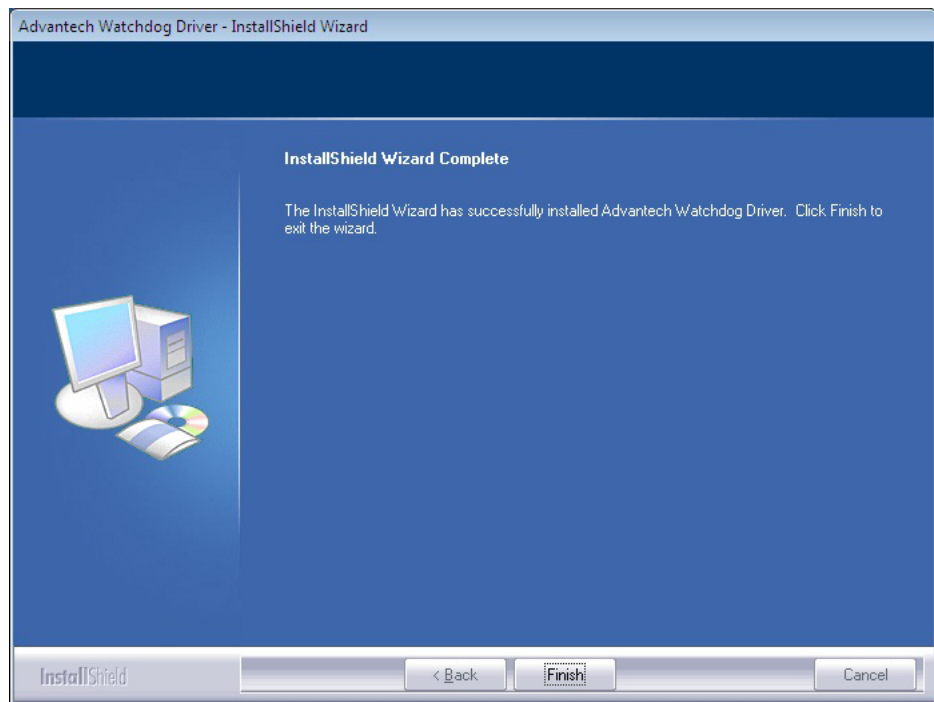 Advantech Watchdog Driver - InstallShield Wizard
InstallShield Wizard Complete
The InstallShield Wizard has successfully installed Advantech Watchdog Driver. Click Finish to
exit the wizard.
InstallShield
< Back
Finish
Cancel